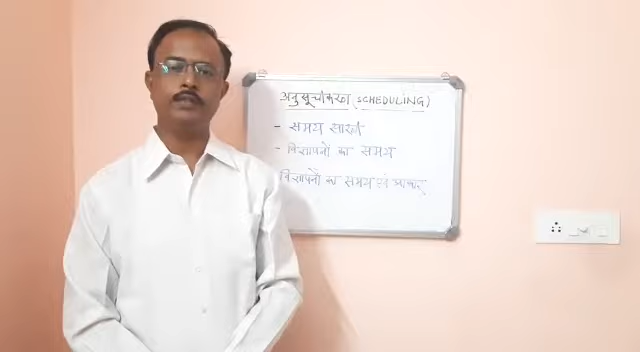 अनुसूचीकरण (SCHEDULING)
- समय सारणी
- विज्ञापनों का समय
विज्ञापनों का समय एवं आकार